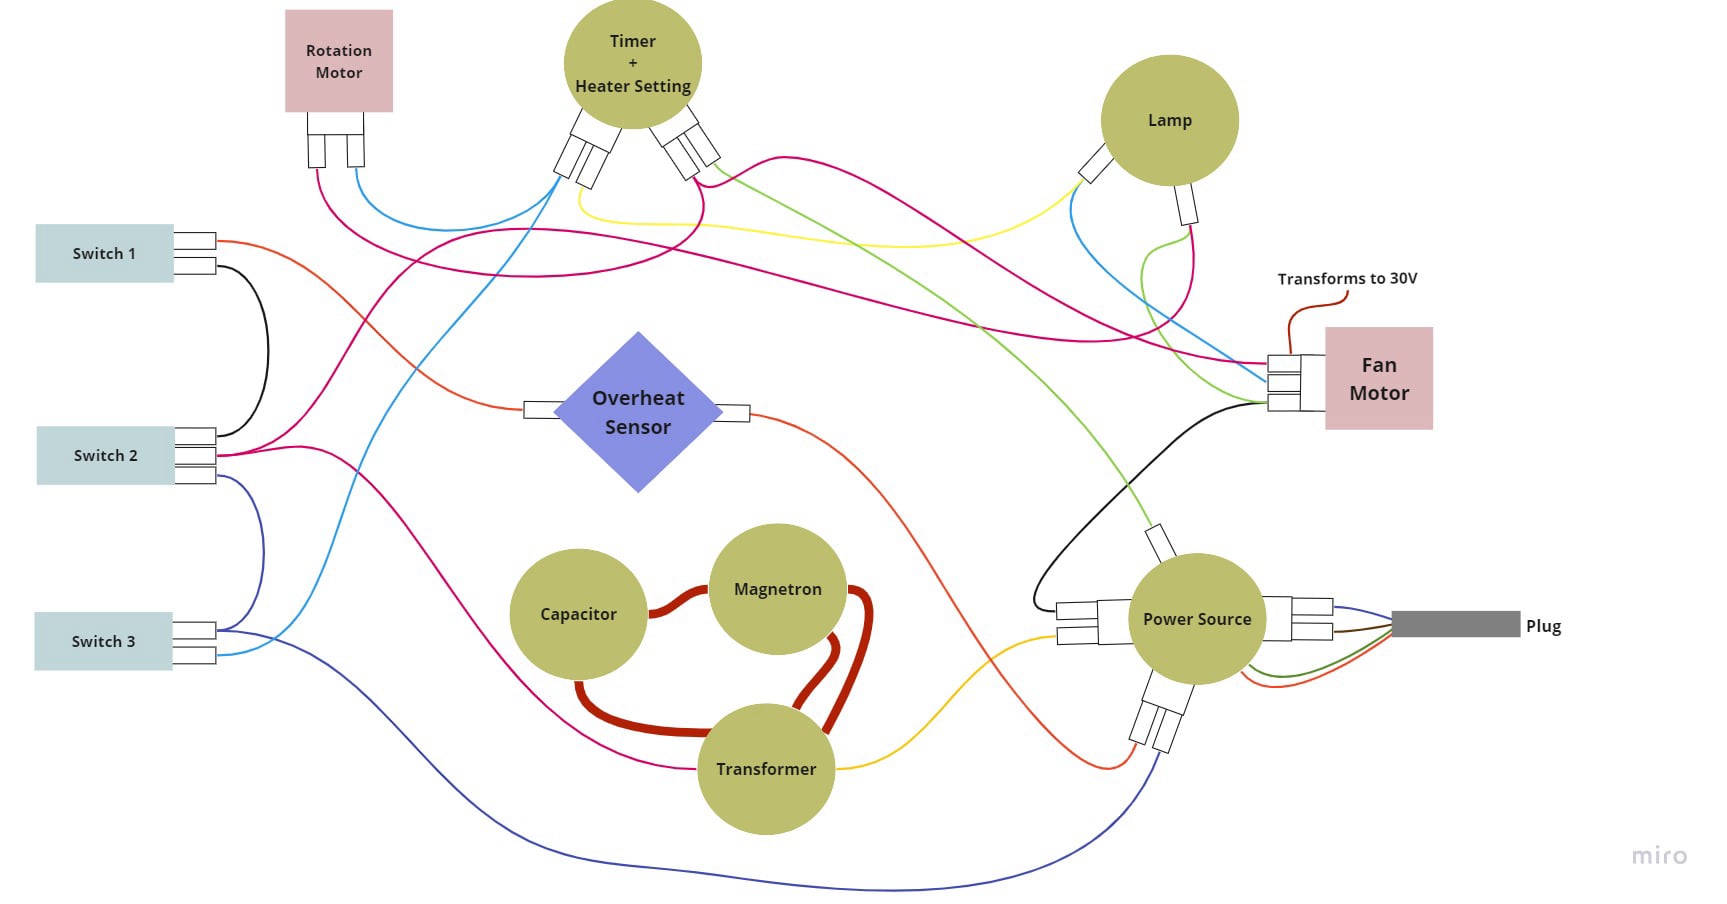 Rotation
Motor
Timer
+
Heater Setting
Lamp
Switch 1
Transforms to 30V
Fan
Motor
Overheat
Sensor
Switch 2
Magnetron
Capacitor
Power Source
Plug
Switch 3
Transformer
miro